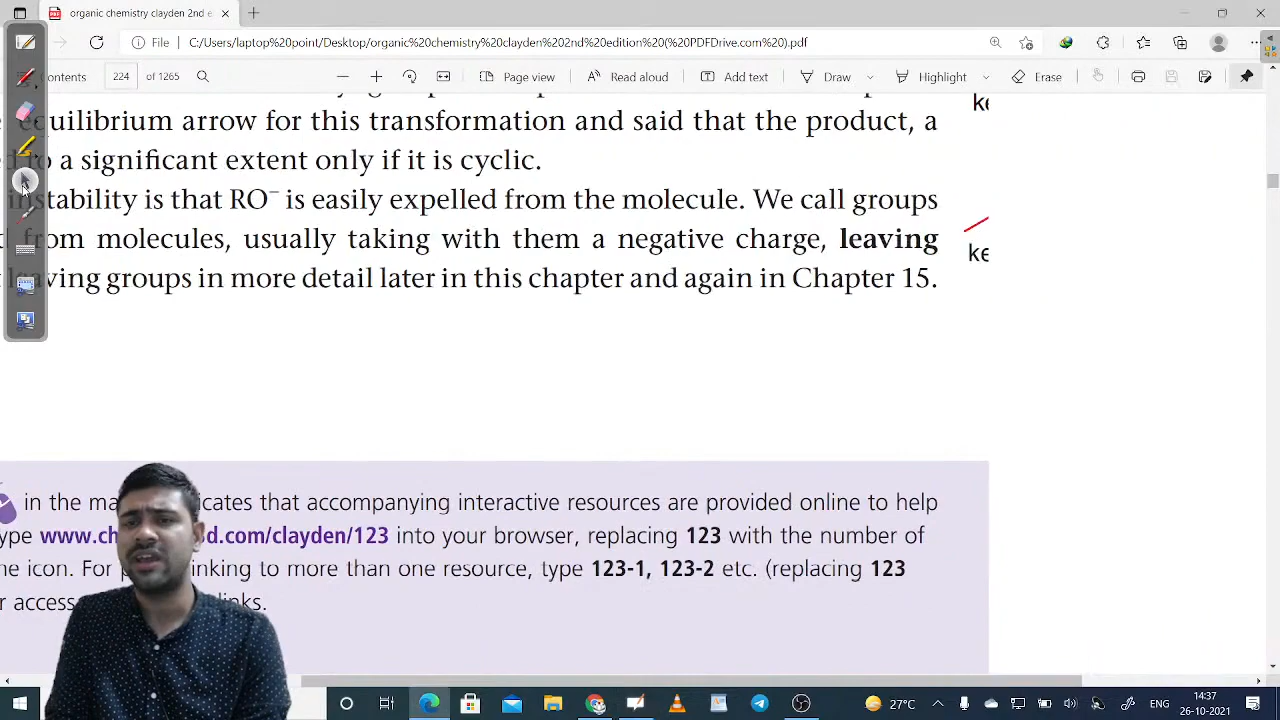 organic chemistry clayden 2nd e
File
C:/Users/laptop%20point/Desktop/organic%20chemistry%20clayden%202nd%20edition%20(%20PDFDrive.com%20).pdf
ontents
224
of 1265
Page view
Read aloud
Add text
Draw
Highlight
Erase
equilibrium arrow for this transformation and said that the product, a
to a significant extent only if it is cyclic.
instability is that RO⁻ is easily expelled from the molecule. We call groups
from molecules, usually taking with them a negative charge, leaving
leaving groups in more detail later in this chapter and again in Chapter 15.
ke
ke
in the ma icates that accompanying interactive resources are provided online to help
ype www.ch d.com/clayden/123 into your browser, replacing 123 with the number of
ne icon. For p inking to more than one resource, type 123-1, 123-2 etc. (replacing 123
r access links.
27°C
ENG
14:37
26-10-2021